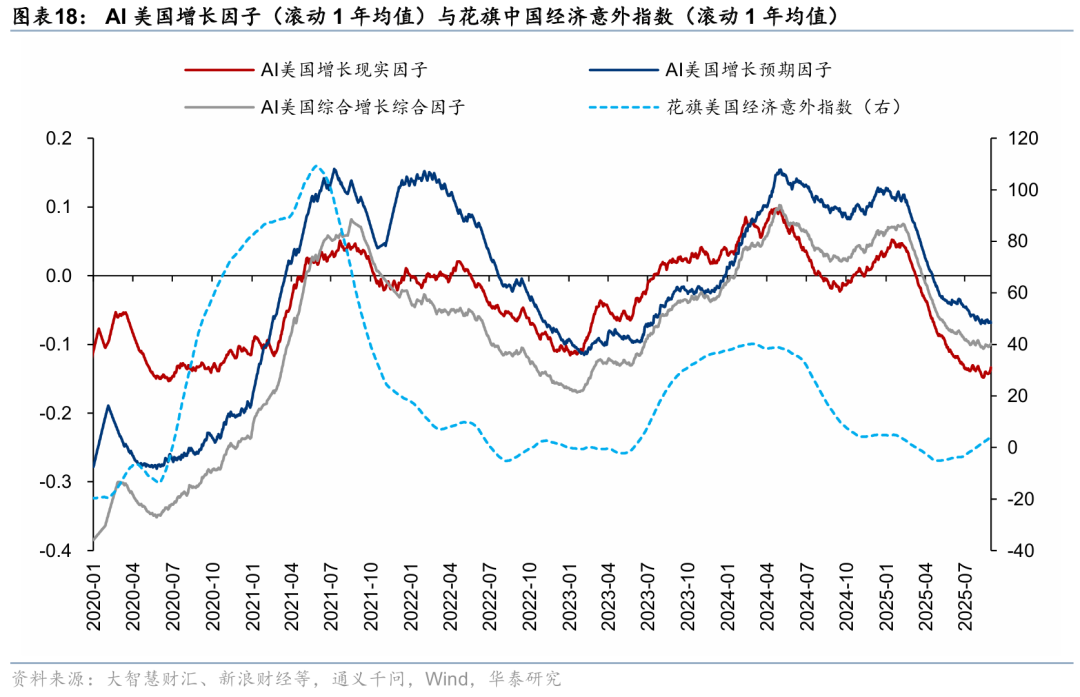 图表18： AI 美国增长因子（滚动 1 年均值）与花旗中国经济意外指数（滚动 1 年均值）
AI美国增长现实因子 AI美国增长预期因子
AI美国综合增长综合因子 花旗美国经济意外指数（右）
0.2 120
0.1 100
0.0 80
-0.1 60
-0.2 40
-0.3 20
-0.4 0
-20
-40
2020-01 2020-04 2020-07 2020-10 2021-01 2021-04 2021-07 2021-10 2022-01 2022-04 2022-07 2022-10 2023-01 2023-04 2023-07 2023-10 2024-01 2024-04 2024-07 2024-10 2025-01 2025-04 2025-07
资料来源：大智慧财汇、新浪财经等，通义千问，Wind，华泰研究